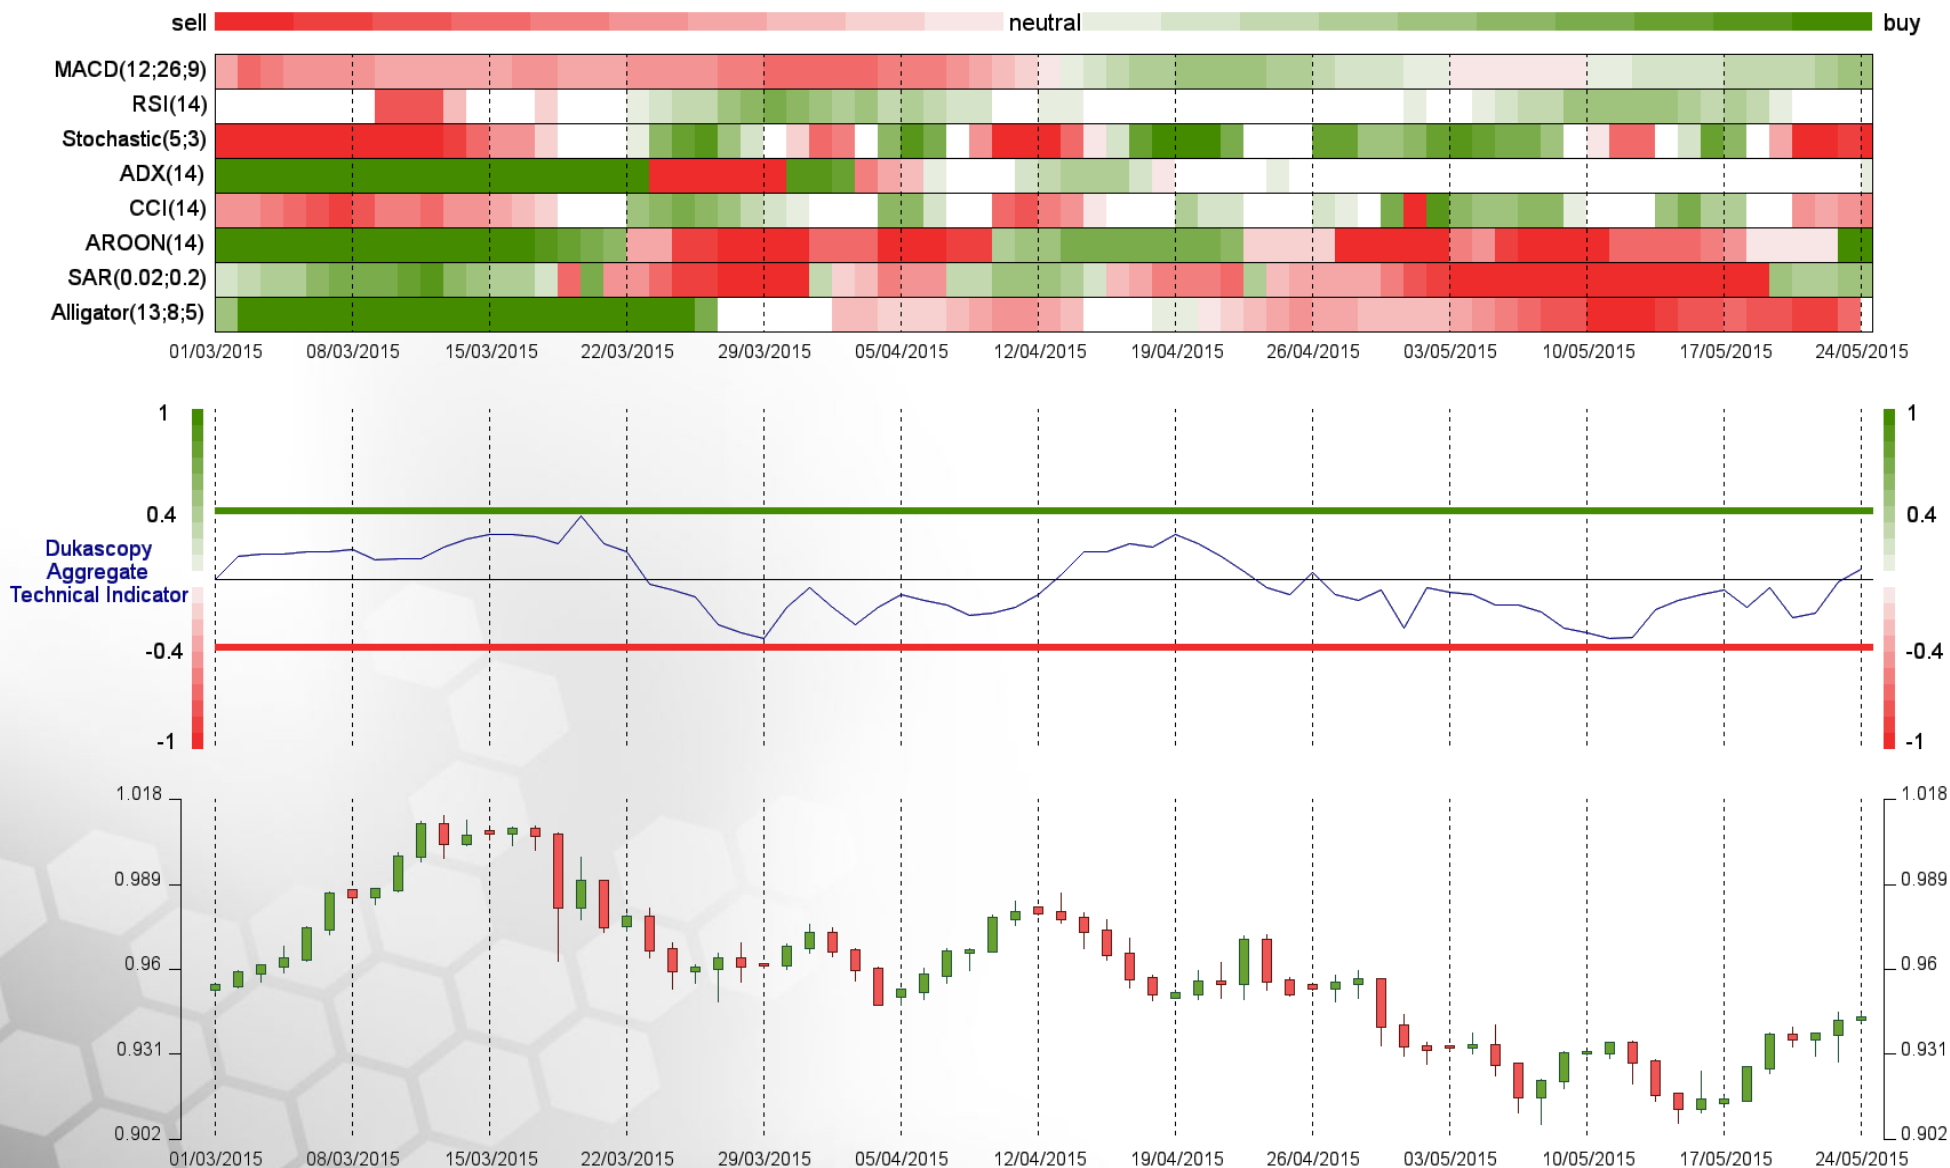 sell neutral buy
MACD(12;26;9)
RSI(14)
Stochastic(5;3)
ADX(14)
CCI(14)
AROON(14)
SAR(0.02;0.2)
Alligator(13;8;5)
01/03/2015 08/03/2015 15/03/2015 22/03/2015 29/03/2015 05/04/2015 12/04/2015 19/04/2015 26/04/2015 03/05/2015 10/05/2015 17/05/2015 24/05/2015
1 1
0.4 0.4
Dukascopy
Aggregate
Technical Indicator
-0.4 -0.4
-1 -1
1.018 1.018
0.989 0.989
0.96 0.96
0.931 0.931
0.902 0.902
01/03/2015 08/03/2015 15/03/2015 22/03/2015 29/03/2015 05/04/2015 12/04/2015 19/04/2015 26/04/2015 03/05/2015 10/05/2015 17/05/2015 24/05/2015